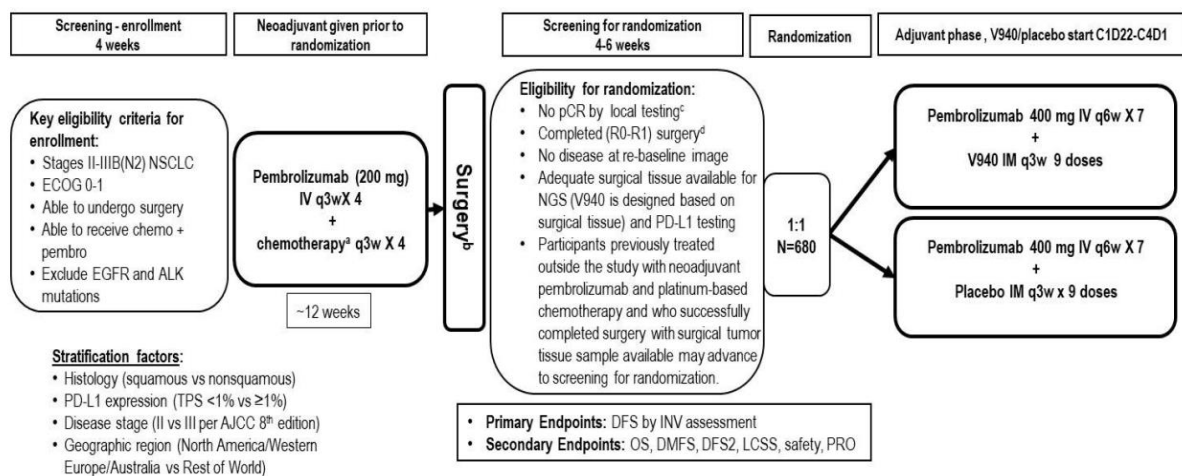 Screening - enrollment
4 weeks
Neoadjuvant given prior to
randomization
Screening for randomization
4-6 weeks
Randomization
Adjuvant phase , V940/placebo start C1D22-C4D1
Key eligibility criteria for
enrollment:
• Stages II-IIIB(N2) NSCLC
• ECOG 0-1
• Able to undergo surgery
• Able to receive chemo +
pembro
• Exclude EGFR and ALK
mutations
Pembrolizumab (200 mg)
IV q3wX 4
+
chemotherapyᵃ q3w X 4
~12 weeks
Surgeryᵇ
Eligibility for randomization:
• No pCR by local testingᶜ
• Completed (R0-R1) surgeryᵈ
• No disease at re-baseline image
• Adequate surgical tissue available for
NGS (V940 is designed based on
surgical tissue) and PD-L1 testing
• Participants previously treated
outside the study with neoadjuvant
pembrolizumab and platinum-based
chemotherapy and who successfully
completed surgery with surgical tumor
tissue sample available may advance
to screening for randomization.
1:1
N=680
Pembrolizumab 400 mg IV q6w X 7
+
V940 IM q3w 9 doses
Pembrolizumab 400 mg IV q6w X 7
+
Placebo IM q3w x 9 doses
Stratification factors:
• Histology (squamous vs nonsquamous)
• PD-L1 expression (TPS <1% vs ≥1%)
• Disease stage (II vs III per AJCC 8ᵗʰ edition)
• Geographic region (North America/Western
Europe/Australia vs Rest of World)
• Primary Endpoints: DFS by INV assessment
• Secondary Endpoints: OS, DMFS, DFS2, LCSS, safety, PRO